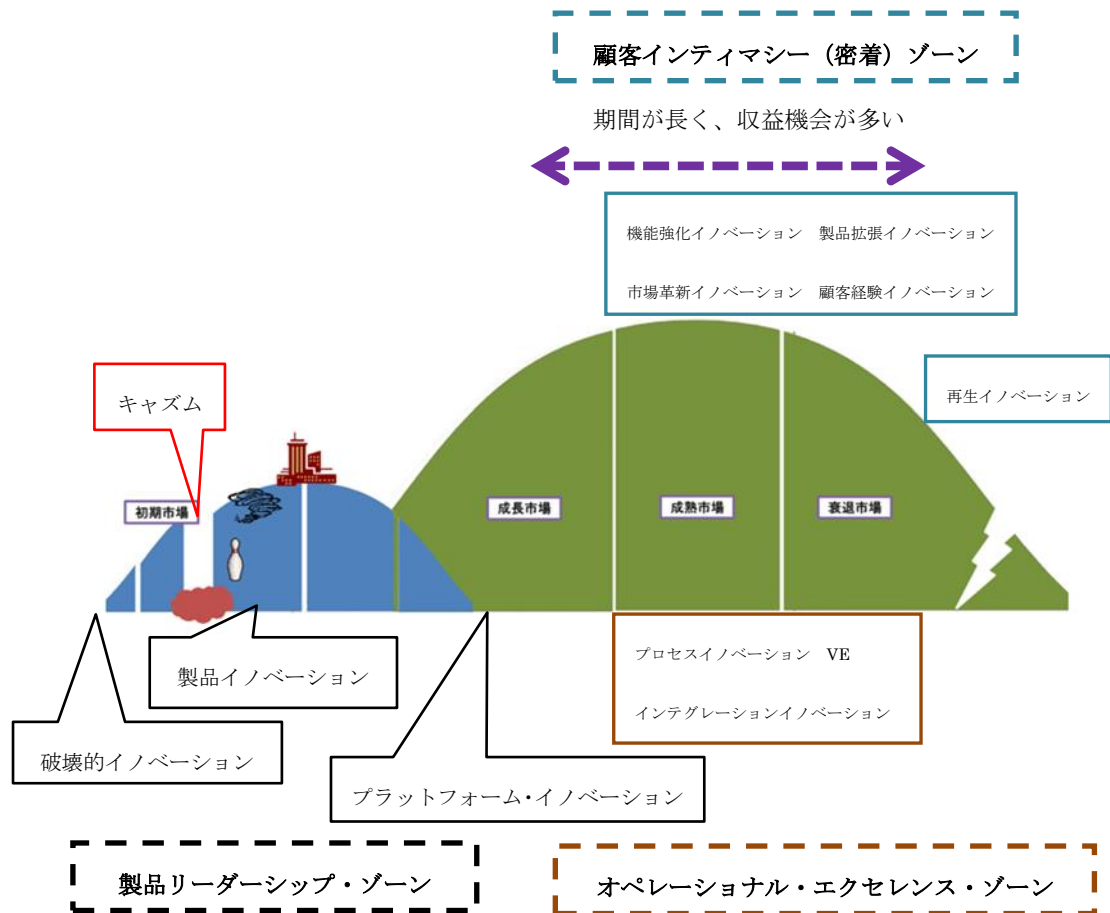 顧客インティマシー（密着）ゾーン
期間が長く、収益機会が多い
機能強化イノベーション　製品拡張イノベーション
市場革新イノベーション　顧客経験イノベーション
キャズム
再生イノベーション
初期市場
成長市場
成熟市場
衰退市場
製品イノベーション
プロセスイノベーション　VE
インテグレーションイノベーション
破壊的イノベーション
プラットフォーム・イノベーション
製品リーダーシップ・ゾーン
オペレーショナル・エクセレンス・ゾーン